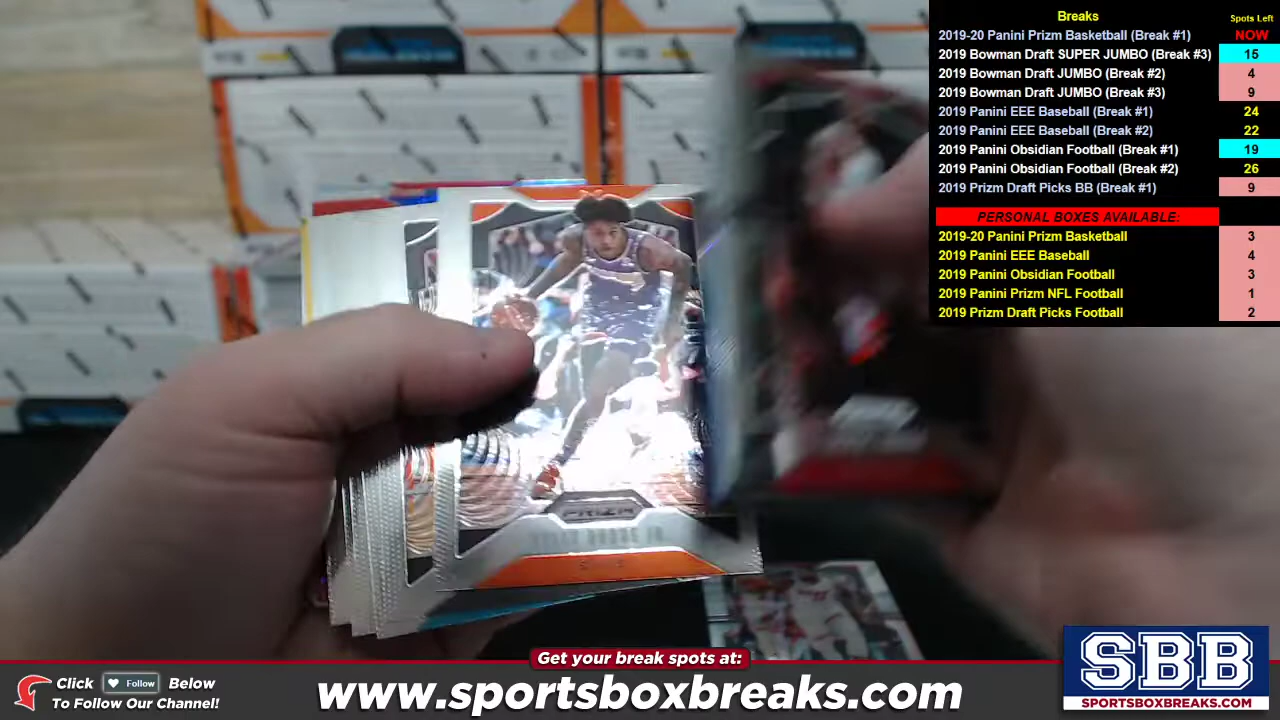 Breaks
Spots Left
2019-20 Panini Prizm Basketball (Break #1) NOW
2019 Bowman Draft SUPER JUMBO (Break #3) 15
2019 Bowman Draft JUMBO (Break #2) 4
2019 Bowman Draft JUMBO (Break #3) 9
2019 Panini EEE Baseball (Break #1) 24
2019 Panini EEE Baseball (Break #2) 22
2019 Panini Obsidian Football (Break #1) 19
2019 Panini Obsidian Football (Break #2) 26
2019 Prizm Draft Picks BB (Break #1) 9
PERSONAL BOXES AVAILABLE:
2019-20 Panini Prizm Basketball 3
2019 Panini EEE Baseball 4
2019 Panini Obsidian Football 3
2019 Panini Prizm NFL Football 1
2019 Prizm Draft Picks Football 2
PRIZM
Get your break spots at:
Click Follow Below
To Follow Our Channel!
www.sportsboxbreaks.com
SBB
SPORTSBOXBREAKS.COM